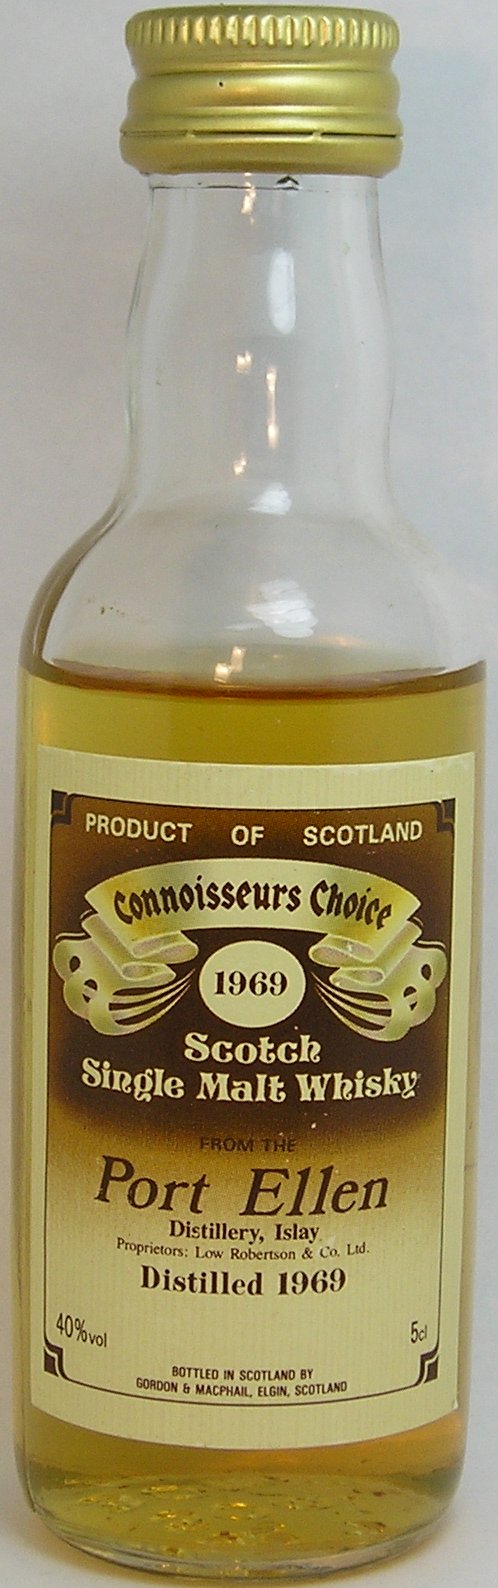 PRODUCT OF SCOTLAND
Connoisseurs Choice
1969
Scotch
Single Malt Whisky
FROM THE
Port Ellen
Distillery, Islay
Proprietors: Low Robertson & Co. Ltd.
Distilled 1969
40%vol
5cl
BOTTLED IN SCOTLAND BY
GORDON & MACPHAIL, ELGIN, SCOTLAND